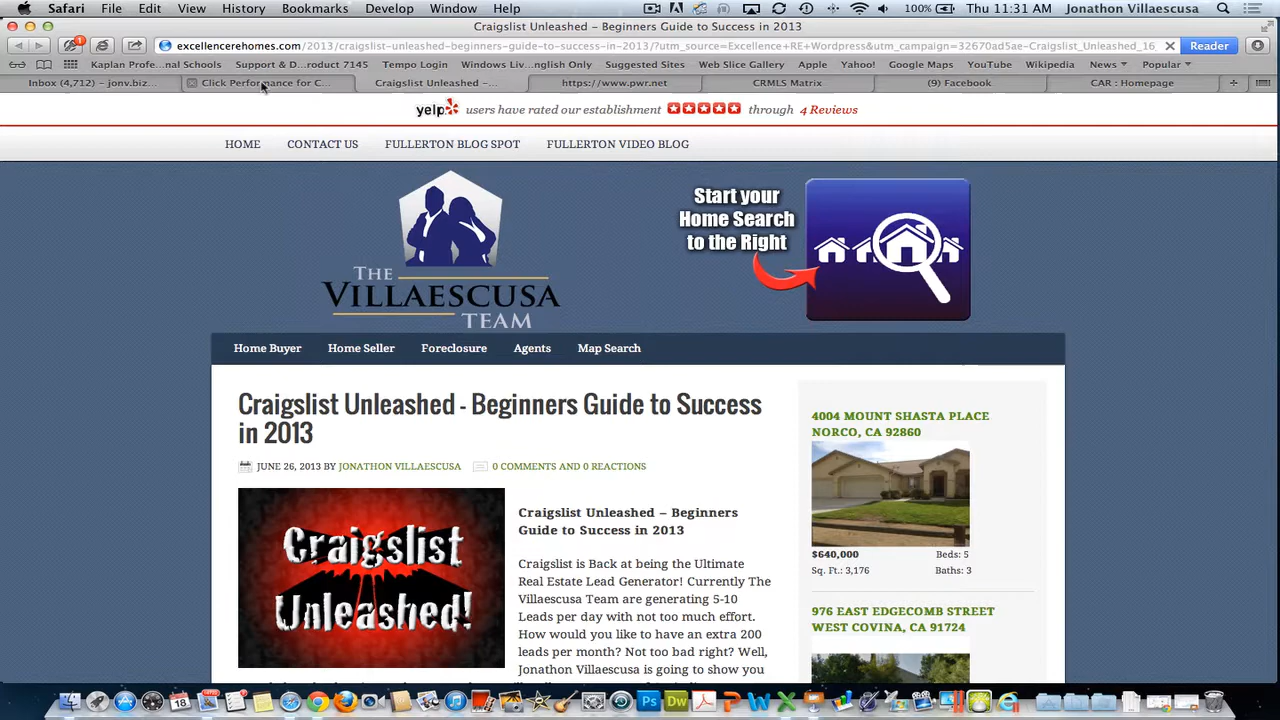 Safari File Edit View History Bookmarks Develop Window Help 100% Thu 11:31 AM Jonathon Villaescusa
Craigslist Unleashed – Beginners Guide to Success in 2013
excellencerehomes.com/2013/craigslist-unleashed-beginners-guide-to-success-in-2013/?utm_source=Excellence+RE+Wordpress&utm_campaign=32670ad5ae-Craigslist_Unleashed_16_ Reader
Kaplan Profe...nal Schools Support & D...roduct 7145 Tempo Login Windows Liv...nglish Only Suggested Sites Web Slice Gallery Apple Yahoo! Google Maps YouTube Wikipedia News Popular
Inbox (4,712) – jonv.biz... Click Performance for C... Craigslist Unleashed –... https://www.pwr.net CRMLS Matrix (9) Facebook CAR : Homepage
yelp users have rated our establishment through 4 Reviews
HOME CONTACT US FULLERTON BLOG SPOT FULLERTON VIDEO BLOG
THE
VILLAESCUSA
TEAM
Start your
Home Search
to the Right
Home Buyer Home Seller Foreclosure Agents Map Search
Craigslist Unleashed – Beginners Guide to Success
in 2013
JUNE 26, 2013 BY JONATHON VILLAESCUSA 0 COMMENTS AND 0 REACTIONS
Craigslist
Unleashed!
Craigslist Unleashed – Beginners
Guide to Success in 2013
Craigslist is Back at being the Ultimate
Real Estate Lead Generator! Currently The
Villaescusa Team are generating 5-10
Leads per day with not too much effort.
How would you like to have an extra 200
leads per month? Not too bad right? Well,
Jonathon Villaescusa is going to show you
4004 MOUNT SHASTA PLACE
NORCO, CA 92860
$640,000 Beds: 5
Sq. Ft.: 3,176 Baths: 3
976 EAST EDGECOMB STREET
WEST COVINA, CA 91724
18
Ps Dw